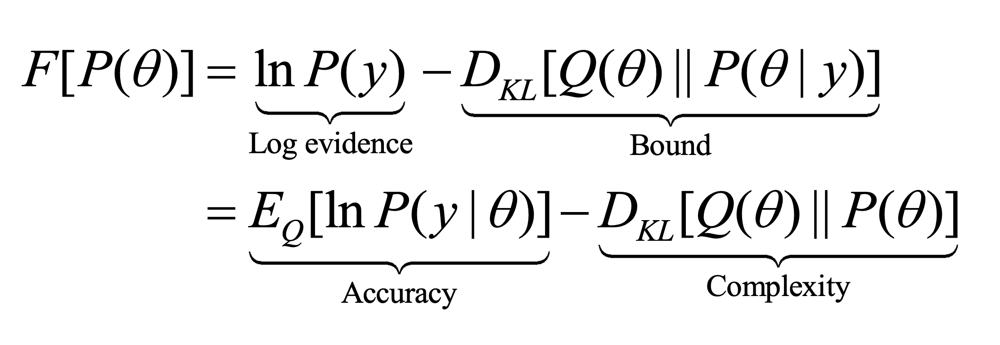 F[P(θ)] = ln P(y) − D_KL[Q(θ) || P(θ | y)]
Log evidence Bound
= E_Q[ln P(y | θ)] − D_KL[Q(θ) || P(θ)]
Accuracy Complexity